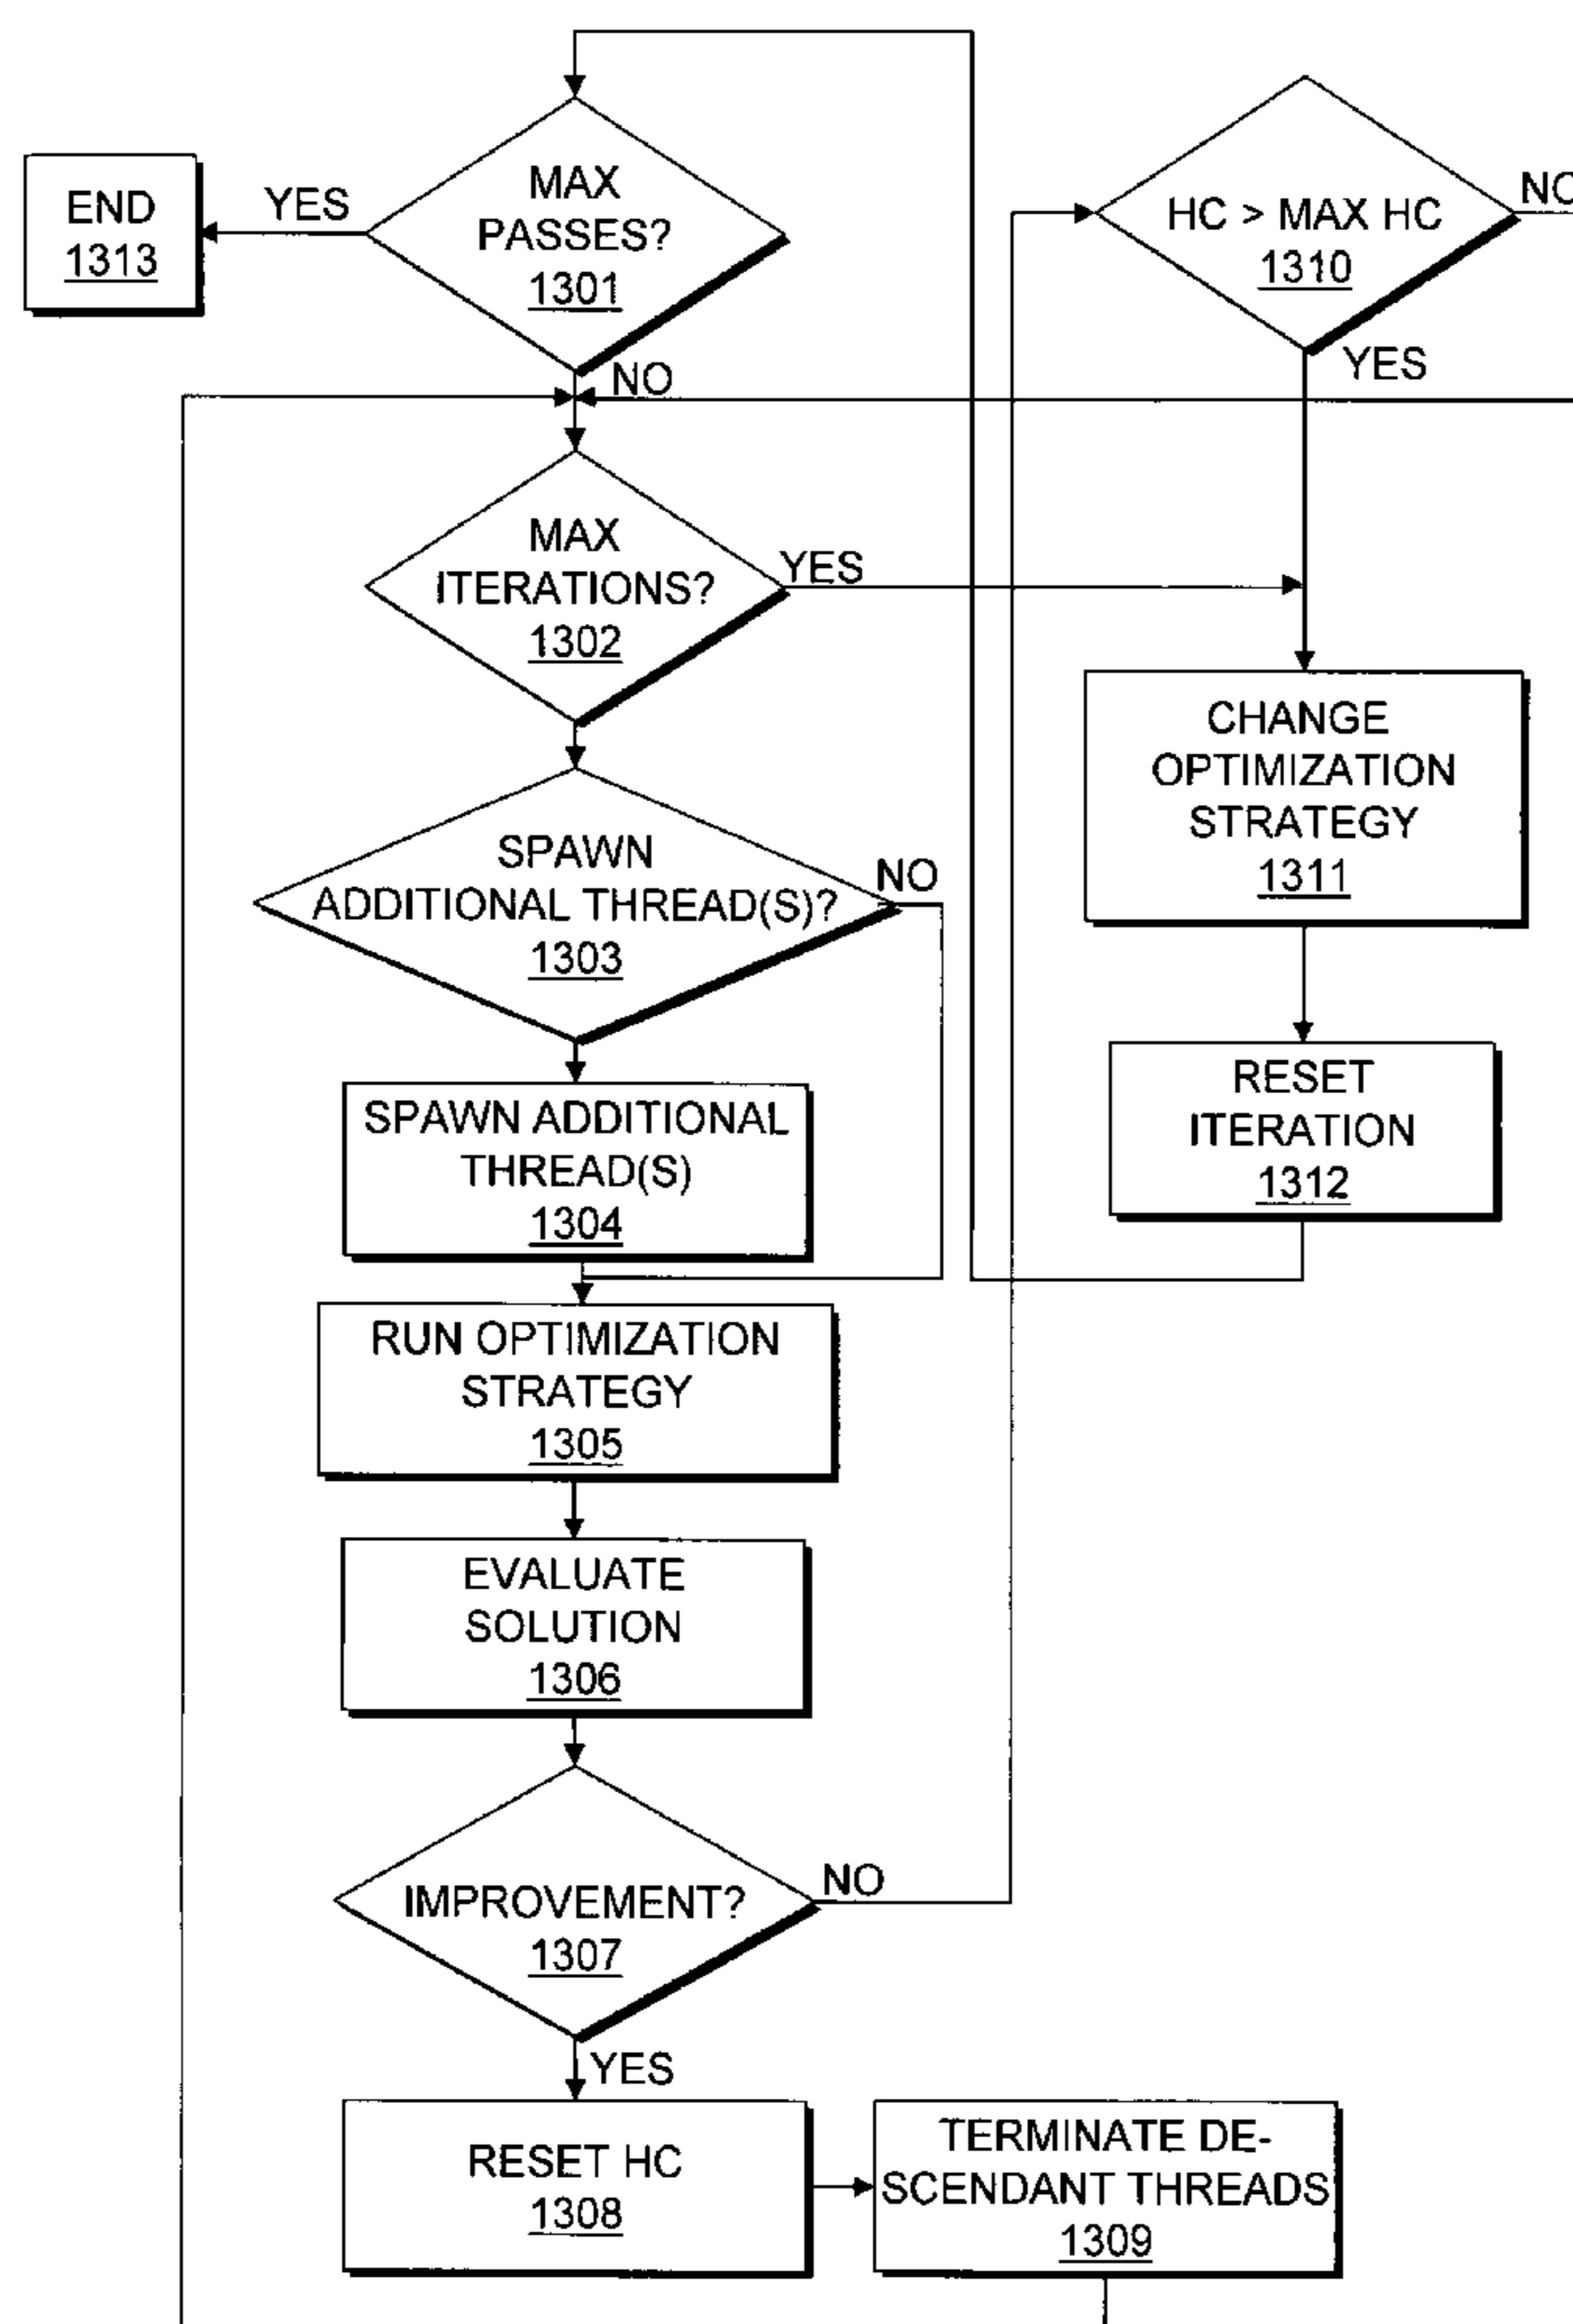 MAX
PASSES?
1301
YES
END
1313
NO
HC > MAX HC
1310
NO
YES
MAX
ITERATIONS?
1302
YES
SPAWN
ADDITIONAL THREAD(S)?
1303
NO
CHANGE
OPTIMIZATION
STRATEGY
1311
SPAWN ADDITIONAL
THREAD(S)
1304
RESET
ITERATION
1312
RUN OPTIMIZATION
STRATEGY
1305
EVALUATE
SOLUTION
1306
IMPROVEMENT?
1307
NO
YES
RESET HC
1308
TERMINATE DE-
SCENDANT THREADS
1309